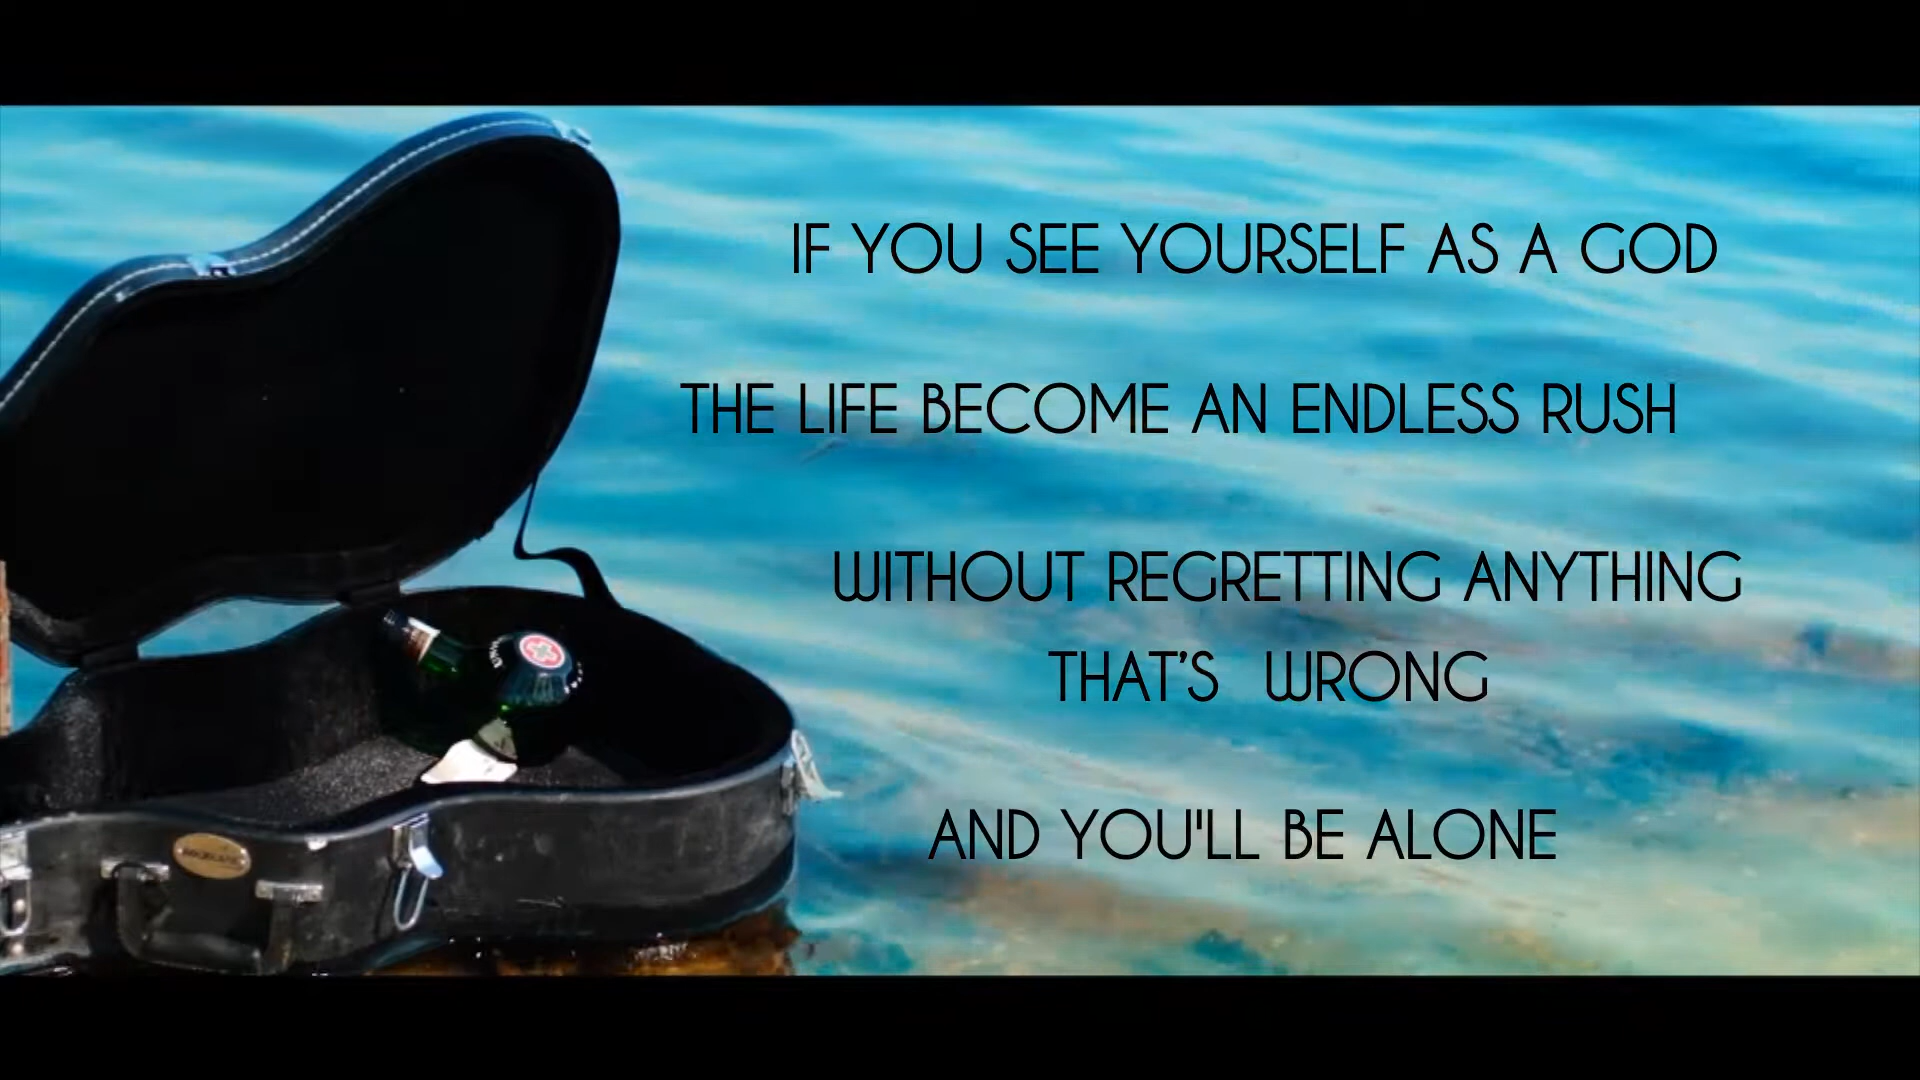 IF YOU SEE YOURSELF AS A GOD
THE LIFE BECOME AN ENDLESS RUSH
WITHOUT REGRETTING ANYTHING
THAT'S WRONG
AND YOU'LL BE ALONE